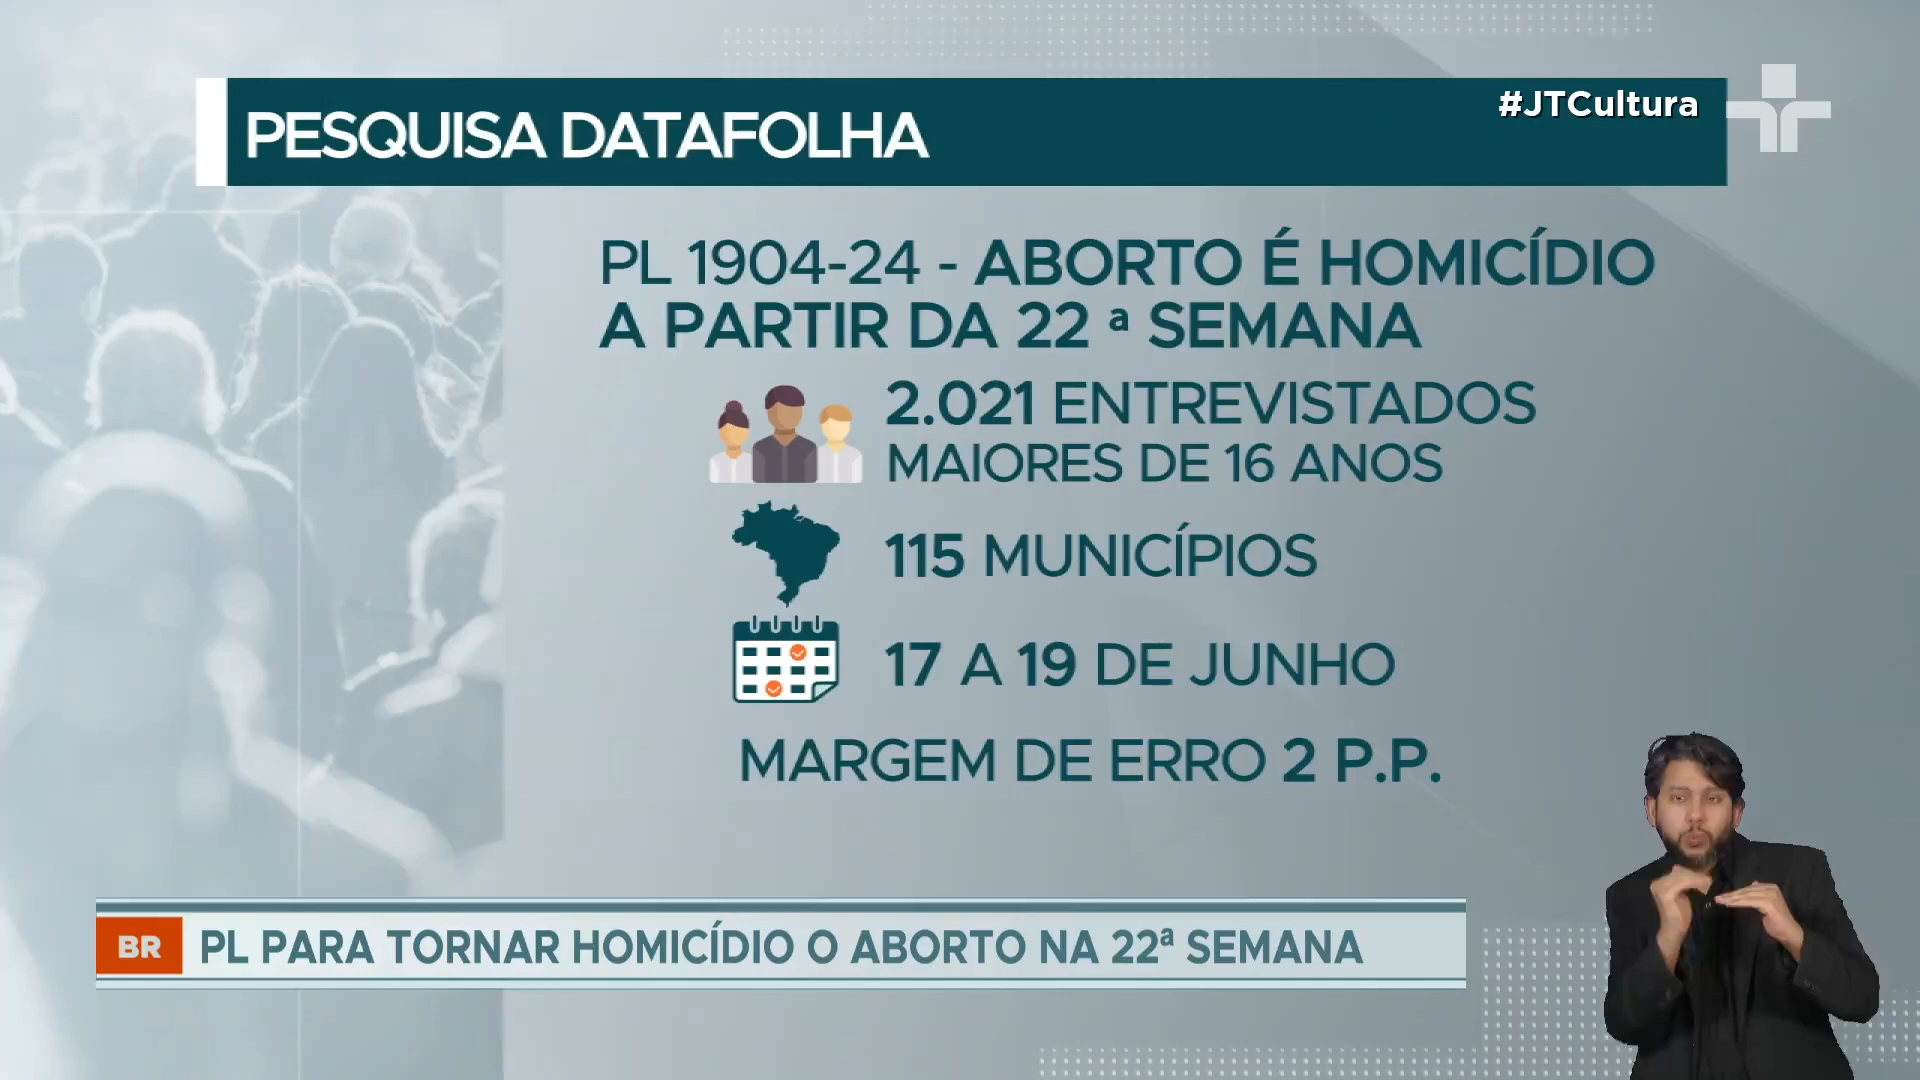 PESQUISA DATAFOLHA
#JTCultura
PL 1904-24 - ABORTO É HOMICÍDIO
A PARTIR DA 22 ª SEMANA
2.021 ENTREVISTADOS
MAIORES DE 16 ANOS
115 MUNICÍPIOS
17 A 19 DE JUNHO
MARGEM DE ERRO 2 P.P.
BR PL PARA TORNAR HOMICÍDIO O ABORTO NA 22ª SEMANA